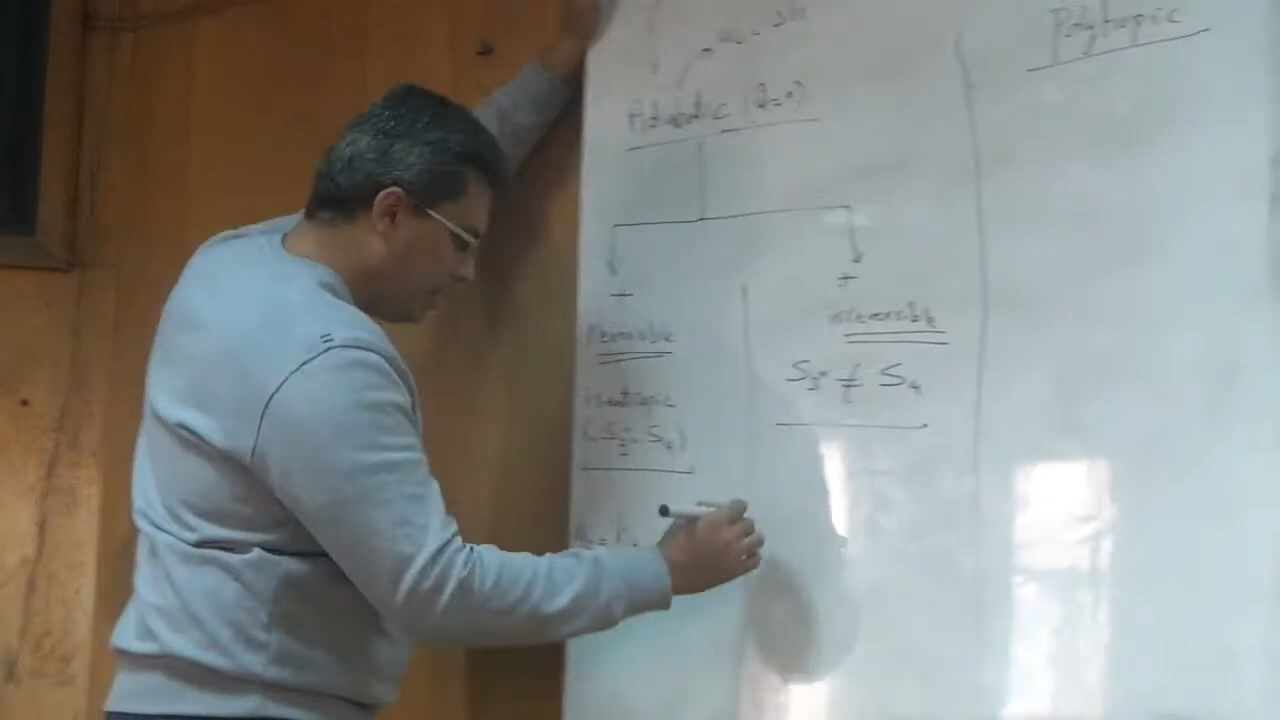 Polytropic
Adiabatic (q=0)
Reversible
isentropic
(S3=S4)
irreversible
S3 ≠ S4